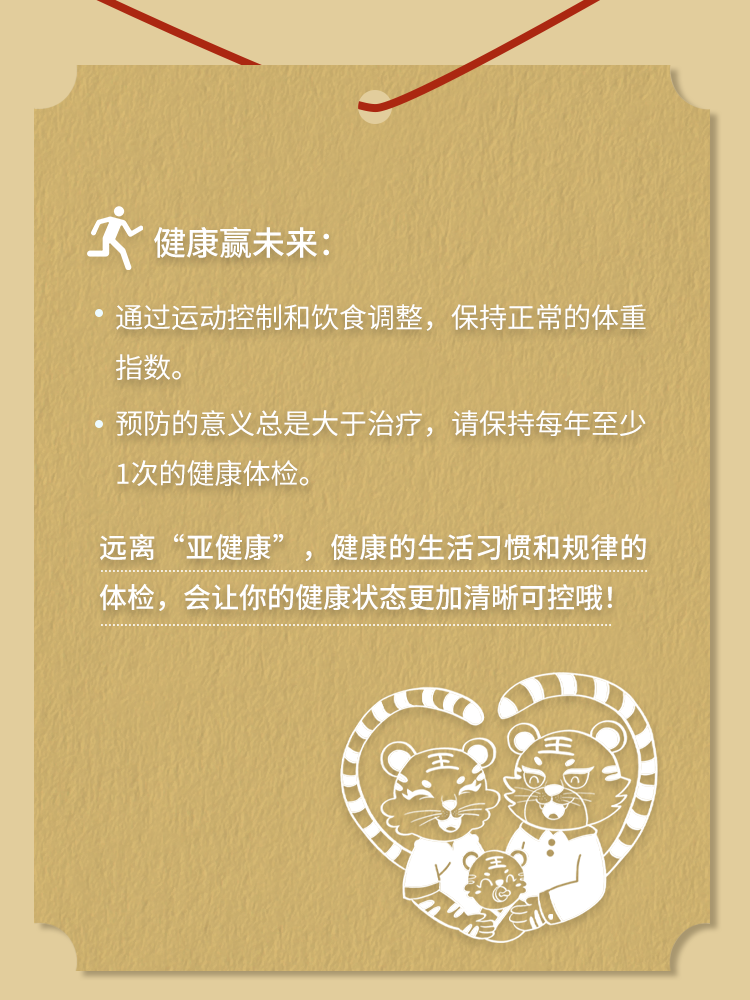 健康赢未来：
• 通过运动控制和饮食调整，保持正常的体重
指数。
• 预防的意义总是大于治疗，请保持每年至少
1次的健康体检。
远离“亚健康”，健康的生活习惯和规律的
体检，会让你的健康状态更加清晰可控哦！
王
王
王